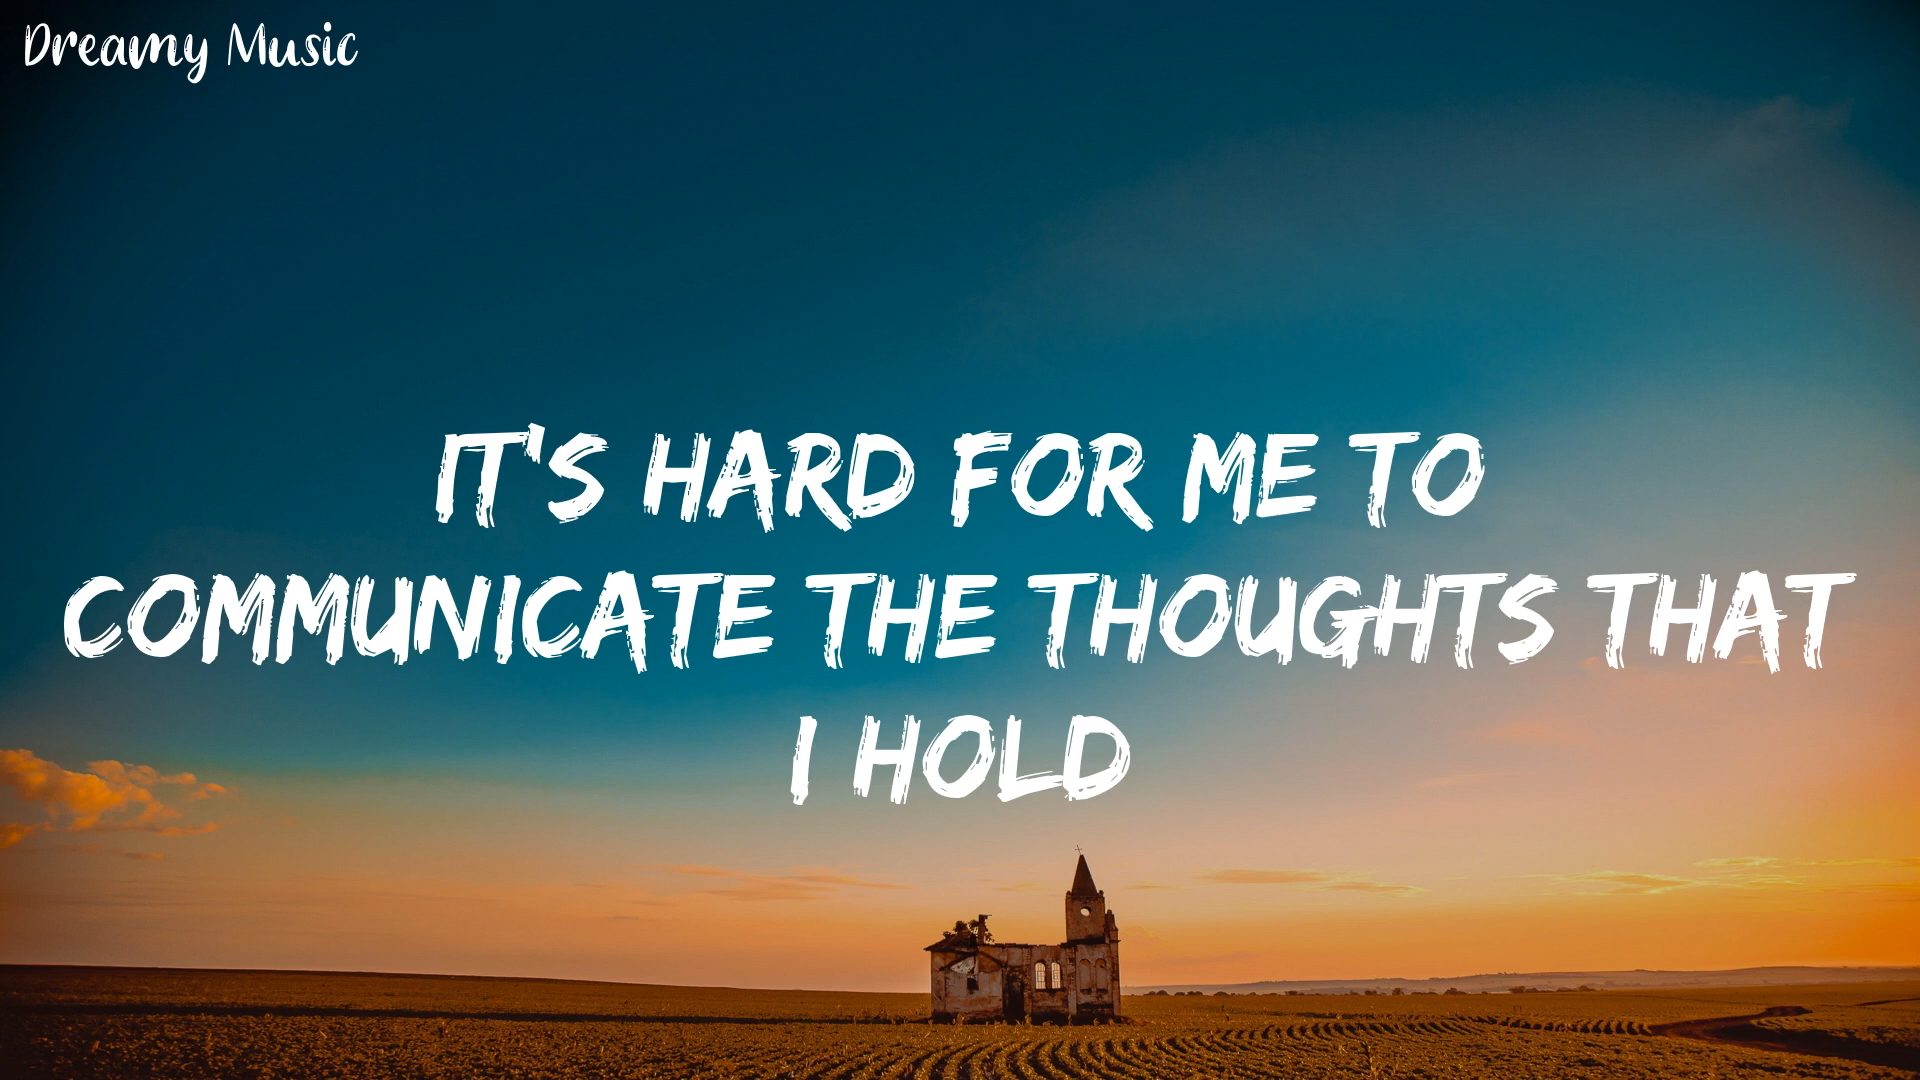 Dreamy Music
IT'S HARD FOR ME TO
COMMUNICATE THE THOUGHTS THAT
I HOLD